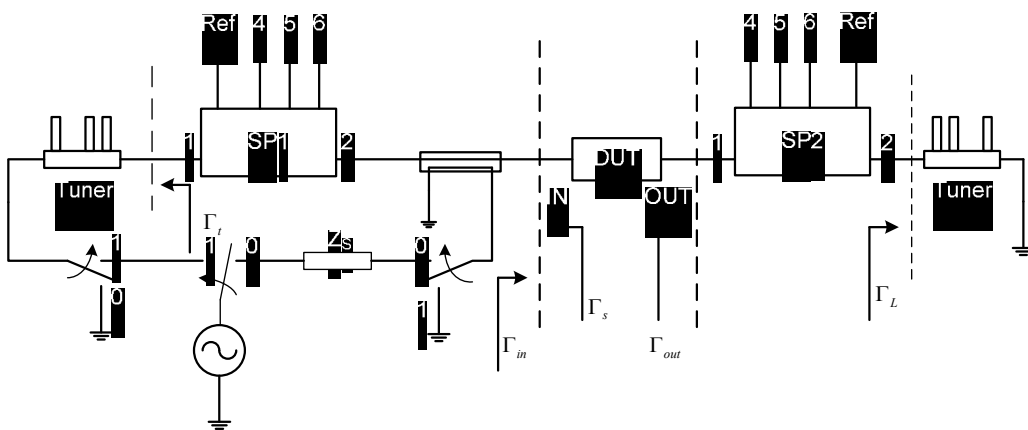 Ref 4 5 6
4 5 6 Ref
1 SP1 2
DUT
1 SP2 2
Tuner
Tuner
IN OUT
Γt
1 1 0 Zs 0
0
1
Γin
Γs
Γout
ΓL